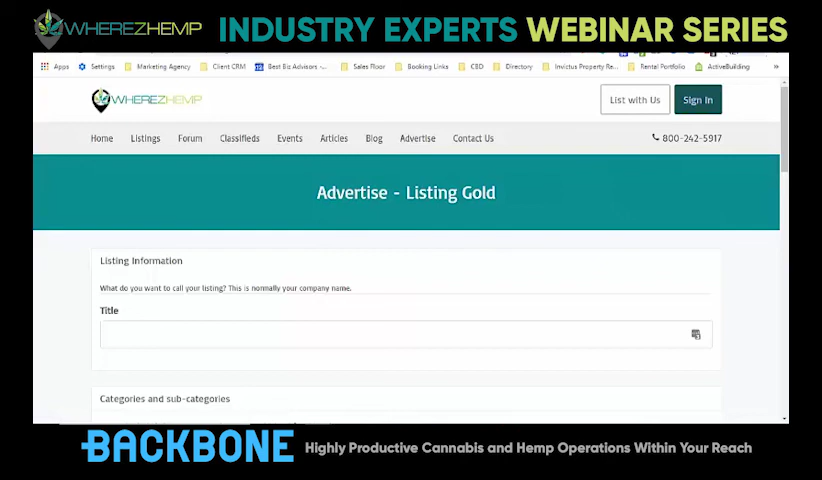 WHEREZHEMP INDUSTRY EXPERTS WEBINAR SERIES
Apps Settings Marketing Agency Client CRM Best Biz Advisors -... Sales Floor Booking Links CBD Directory Invictus Property Re... Rental Portfolio ActiveBuilding »
WHEREZHEMP List with Us Sign In
Home Listings Forum Classifieds Events Articles Blog Advertise Contact Us 800-242-5917
Advertise - Listing Gold
Listing Information
What do you want to call your listing? This is normally your company name.
Title
Categories and sub-categories
BACKBONE Highly Productive Cannabis and Hemp Operations Within Your Reach